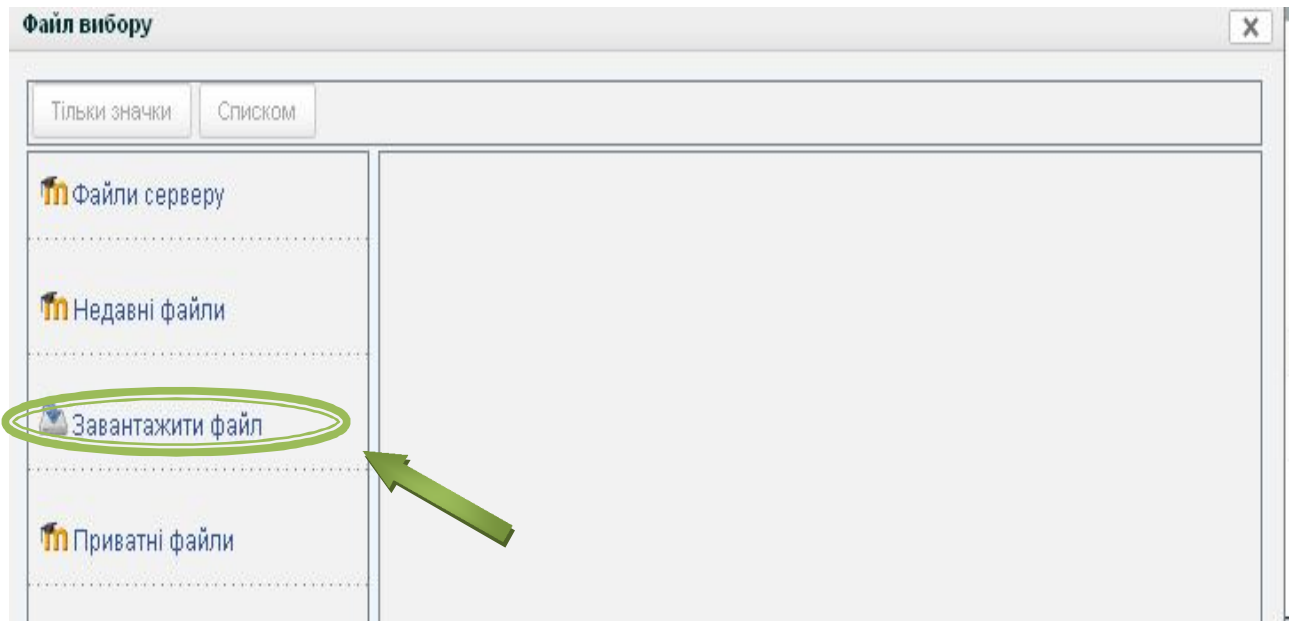 Файл вибору
Тільки значки Списком
Файли серверу
Недавні файли
Завантажити файл
Приватні файли